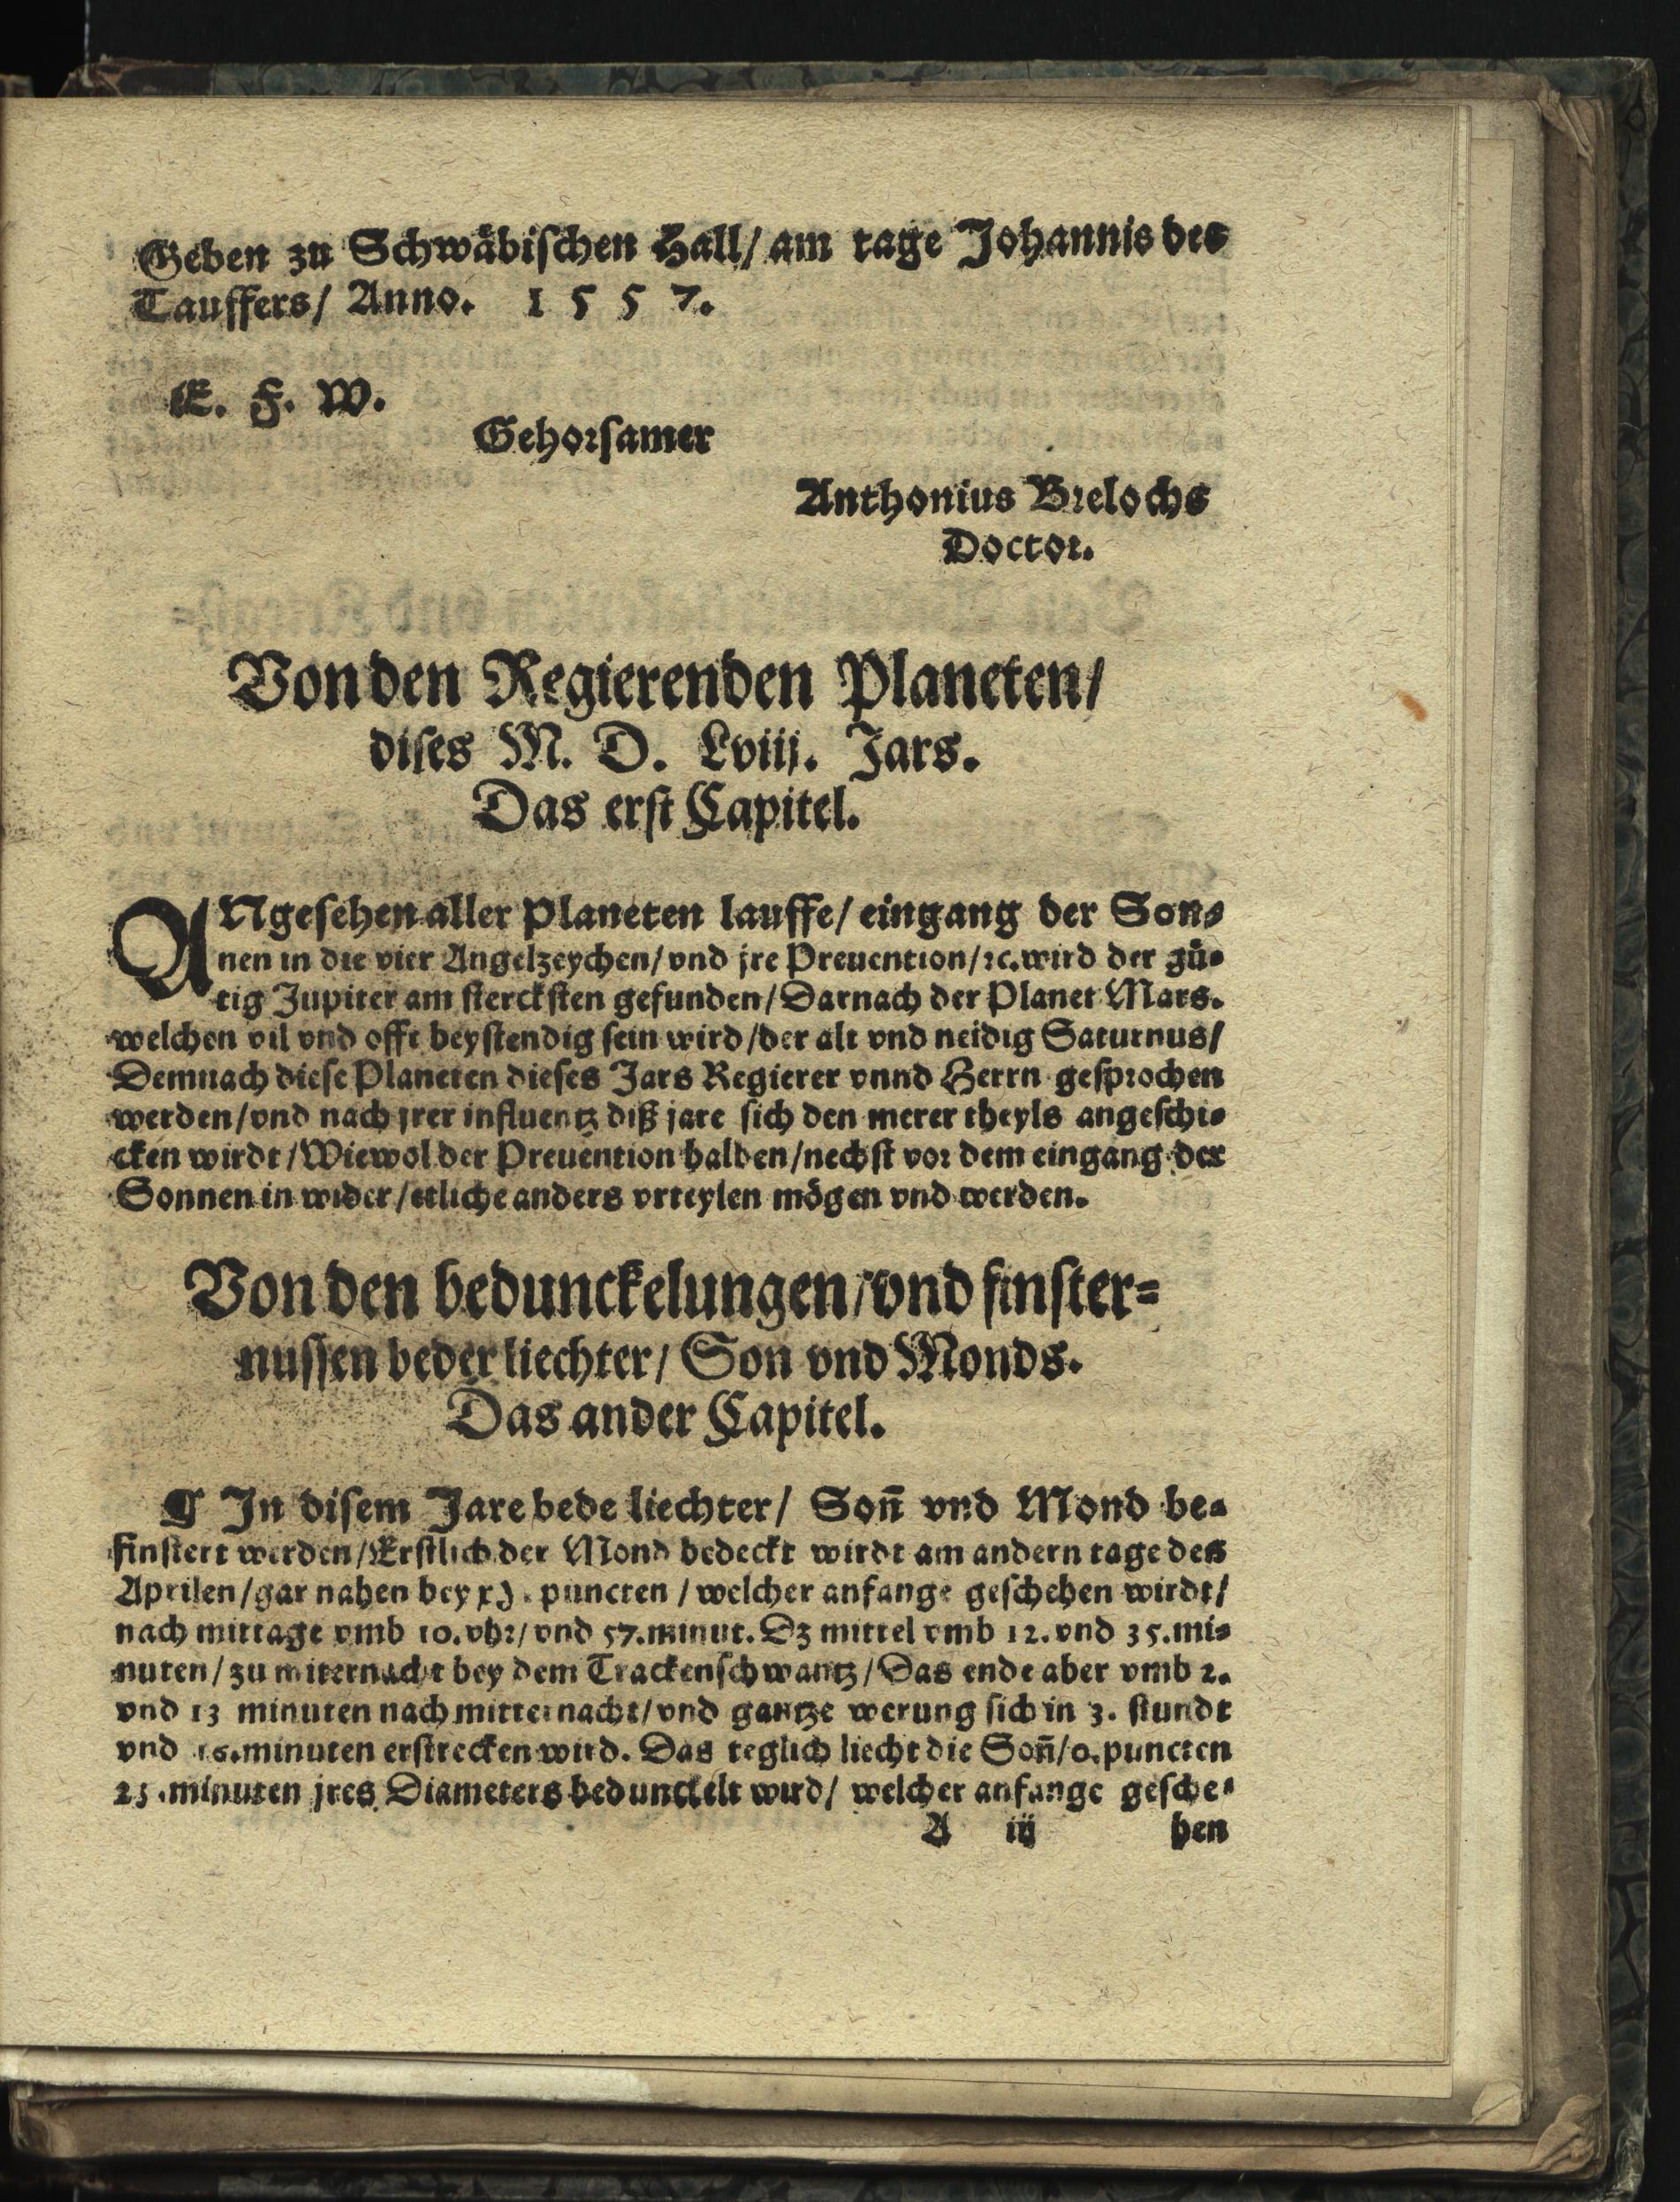 Geben zu Schwäbischen Hall/ am tage Johannis des
Tauffers/ Anno. 1 5 5 7.
E. F. W.
Gehorsamer
Anthonius Brelochs
Doctor.
Von den Regierenden Planeten/
dises M. D. Lviij. Jars.
Das erst Capitel.
ANgesehen aller Planeten lauffe/ eingang der Son-
nen in die vier Angelzeychen/ vnd jre Preuention/ ꝛc. wird der gü-
tig Jupiter am sterckſten gefunden/ Darnach der Planet Mars.
welchen vil vnd offt beystendig sein wird/ der alt vnd neidig Saturnus/
Demnach diese Planeten dieses Jars Regierer vnnd Herrn gesprochen
werden/ vnd nach jrer influentz diß jare sich den merer theyls angeschi-
cken wirdt/ Wiewol der Preuention halben/ nechst vor dem eingang der
Sonnen in wider/ etliche anders vrteylen mögen vnd werden.
Von den bedunckelungen/ vnd finster-
nussen beder liechter/ Son vnd Monds.
Das ander Capitel.
¶ In disem Jare bede liechter/ Son̄ vnd Mond be-
finstert werden/ Erstlich der Mond bedeckt wirdt am andern tage des
Aprilen/ gar nahen bey puncten/ welcher anfange geschehen wirdt/
nach mittage vmb 10. vhr/ vnd 57. minut. Dz mittel vmb 12. vnd 35. mi-
nuten/ zu miternacht bey dem Trackenschwantz/ Das ende aber vmb 2.
vnd 13 minuten nach mitternacht/ vnd gantze werung sich in 3. stundt
vnd 16. minuten erstrecken wird. Das teglich liecht die Son̄/ 0. puncten
25. minuten jres Diameters bedunckelt wird/ welcher anfange gesche-
A iij hen